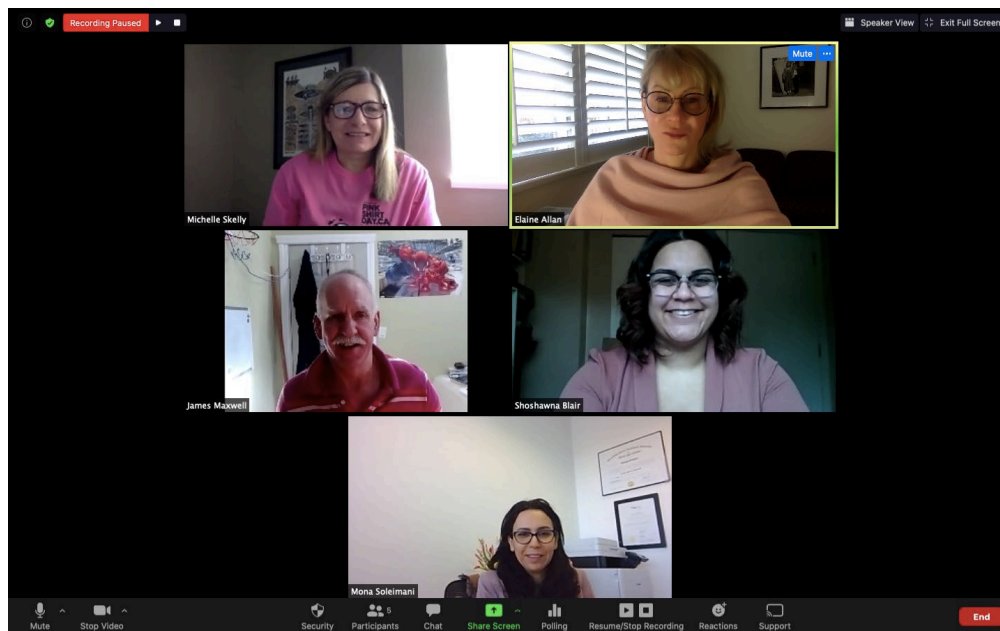 Recording Paused
Speaker View
Exit Full Screen
Mute
...
PINK
SHIRT
DAY.CA
Michelle Skelly
Elaine Allan
James Maxwell
Shoshawna Blair
Mona Soleimani
Mute
Stop Video
Security
Participants
5
Chat
Share Screen
Polling
Resume/Stop Recording
Reactions
Support
End